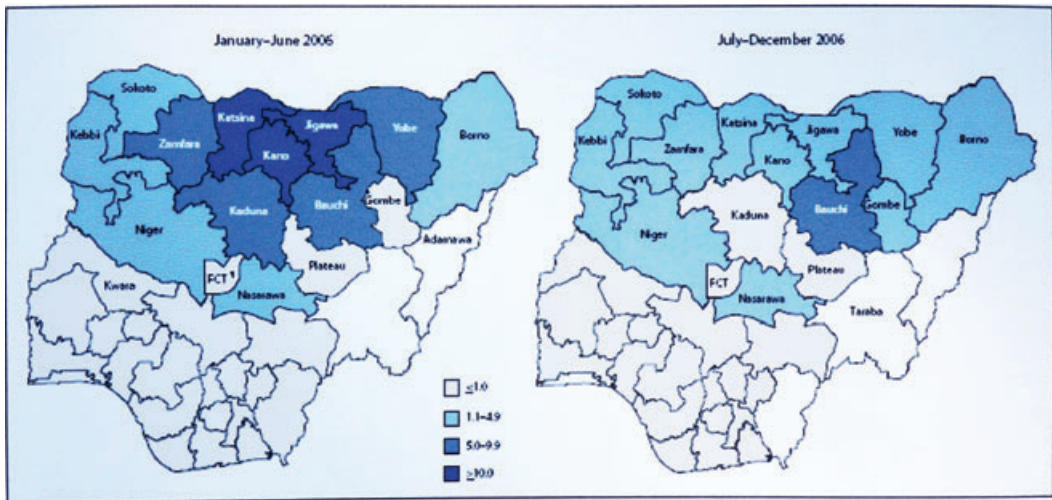 January–June 2006
Sokoto
Kebbi
Zamfara
Katsina
Jigawa
Kano
Yobe
Borno
Kaduna
Bauchi
Gombe
Niger
Adamawa
Plateau
FCT ¶
Nasarawa
Kwara
July–December 2006
Sokoto
Kebbi
Zamfara
Katsina
Jigawa
Kano
Yobe
Borno
Kaduna
Bauchi
Gombe
Niger
Plateau
FCT
Nasarawa
Taraba
≤1.0
1.1–4.9
5.0–9.9
≥10.0